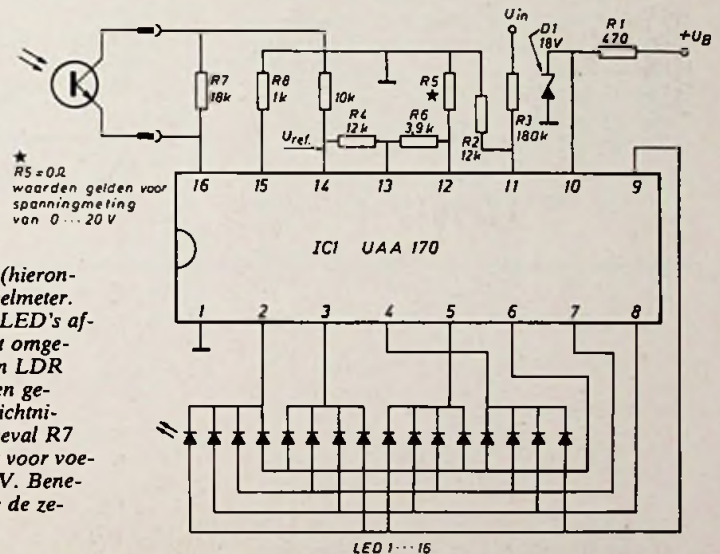 Uin
D1
18V
R1
470
+UB
R7
18k
R8
1k
10k
R5
★
R4
12k
R6
3,9k
R2
12k
R3
180k
Uref.
★
R5 = 0Ω
waarden gelden voor
spanningmeting
van 0 ··· 20 V
16 15 14 13 12 11 10 9
IC1 UAA 170
1 2 3 4 5 6 7 8
(hieron-
elmeter.
LED's af-
omge-
n LDR
en ge-
ichtni-
eval R7
voor voe-
V. Bene-
de ze-
LED 1 ··· 16